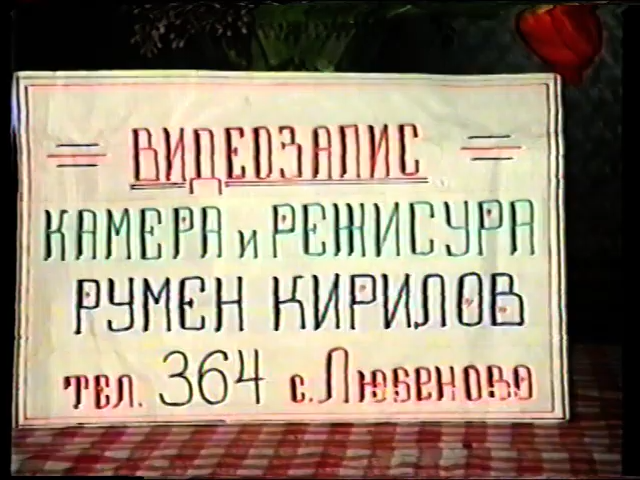 = ВИДЕОЗАПИС =
КАМЕРА и РЕЖИСУРА
РУМЕН КИРИЛОВ
тел. 364 с. Любеново